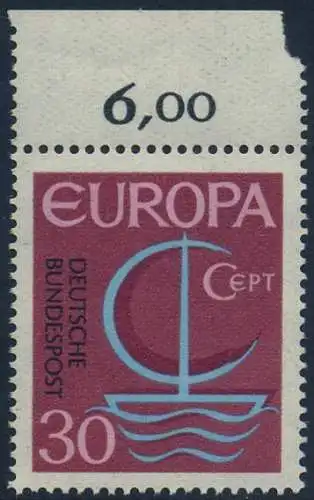 6,00
EUROPA
CEPT
DEUTSCHE
BUNDESPOST
30